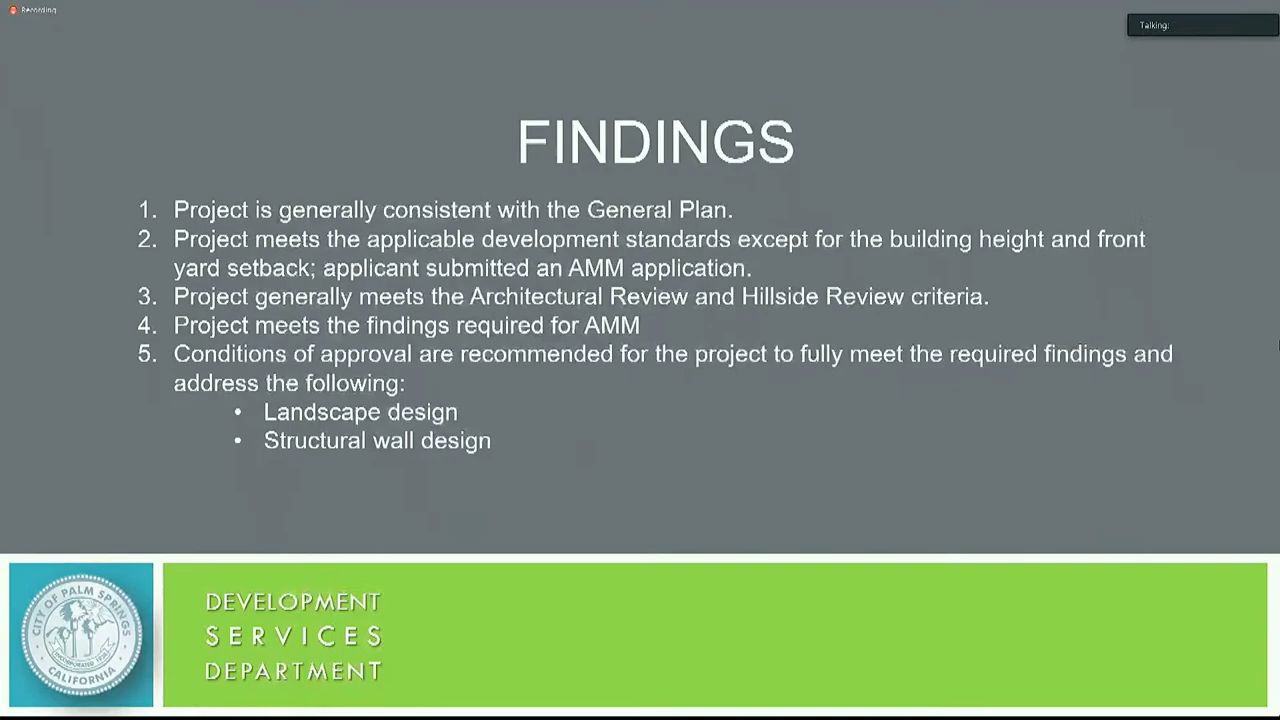 Recording
Talking:
FINDINGS
1. Project is generally consistent with the General Plan.
2. Project meets the applicable development standards except for the building height and front
yard setback; applicant submitted an AMM application.
3. Project generally meets the Architectural Review and Hillside Review criteria.
4. Project meets the findings required for AMM
5. Conditions of approval are recommended for the project to fully meet the required findings and
address the following:
• Landscape design
• Structural wall design
CITY OF PALM SPRINGS
CALIFORNIA
DEVELOPMENT
SERVICES
DEPARTMENT